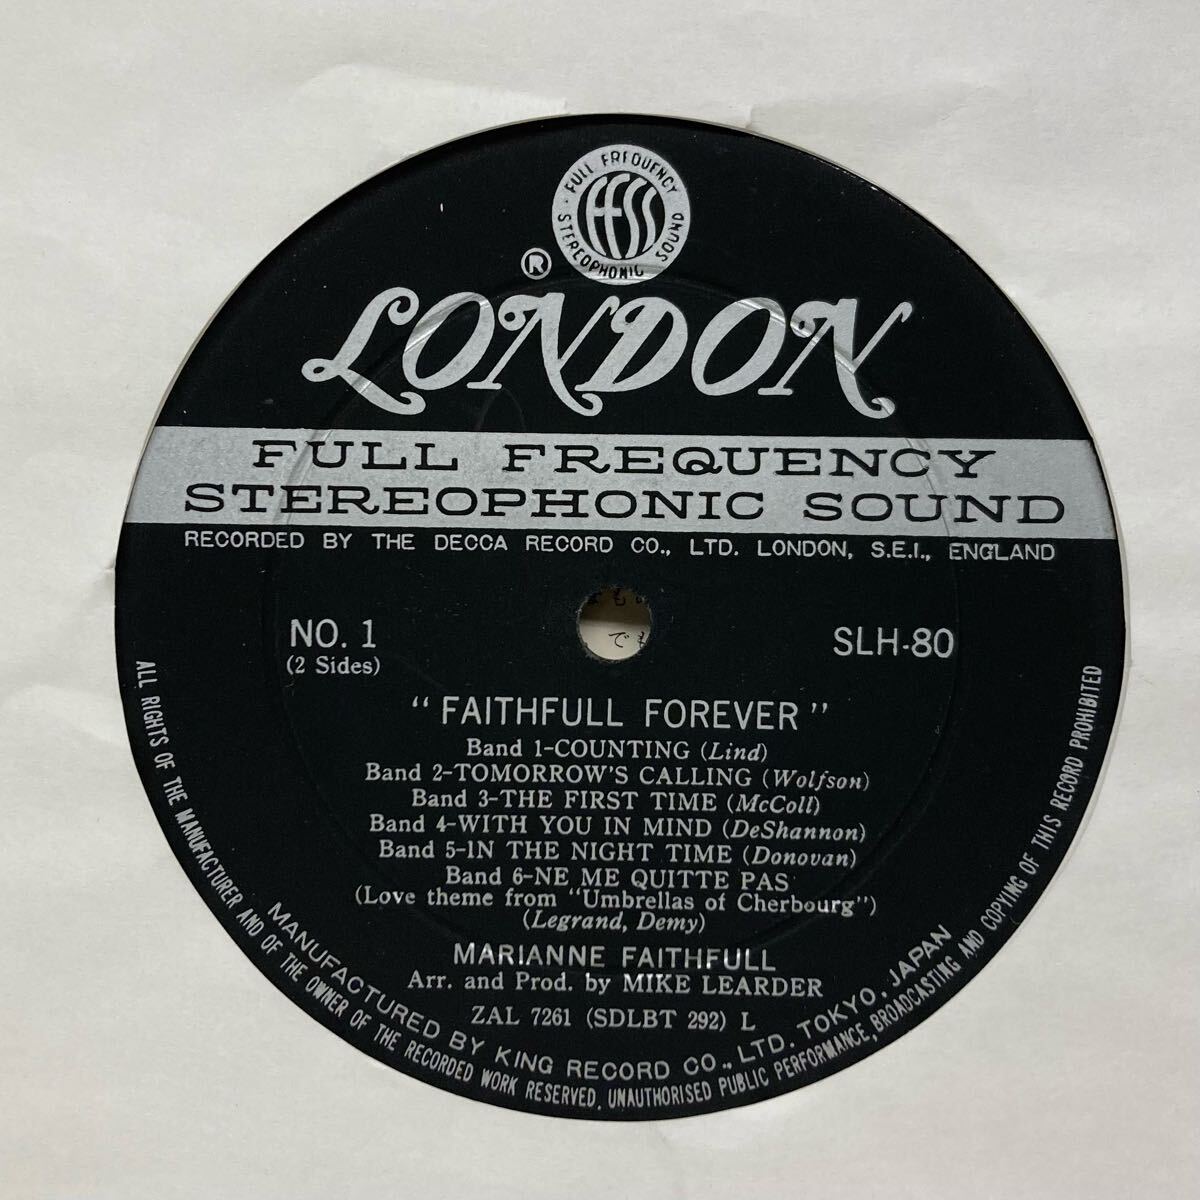 FULL FREQUENCY
FFSS
STEREOPHONIC SOUND
®
LONDON
FULL FREQUENCY
STEREOPHONIC SOUND
RECORDED BY THE DECCA RECORD CO., LTD. LONDON, S.E.I., ENGLAND
NO. 1
(2 Sides)
SLH-80
"FAITHFULL FOREVER"
Band 1-COUNTING (Lind)
Band 2-TOMORROW'S CALLING (Wolfson)
Band 3-THE FIRST TIME (McColl)
Band 4-WITH YOU IN MIND (DeShannon)
Band 5-IN THE NIGHT TIME (Donovan)
Band 6-NE ME QUITTE PAS
(Love theme from "Umbrellas of Cherbourg")
(Legrand, Demy)
MARIANNE FAITHFULL
Arr. and Prod. by MIKE LEARDER
ZAL 7261 (SDLBT 292) L
MANUFACTURED BY KING RECORD CO., LTD. TOKYO, JAPAN
ALL RIGHTS OF THE MANUFACTURER AND OF THE OWNER OF THE RECORDED WORK RESERVED. UNAUTHORISED PUBLIC PERFORMANCE, BROADCASTING AND COPYING OF THIS RECORD PROHIBITED